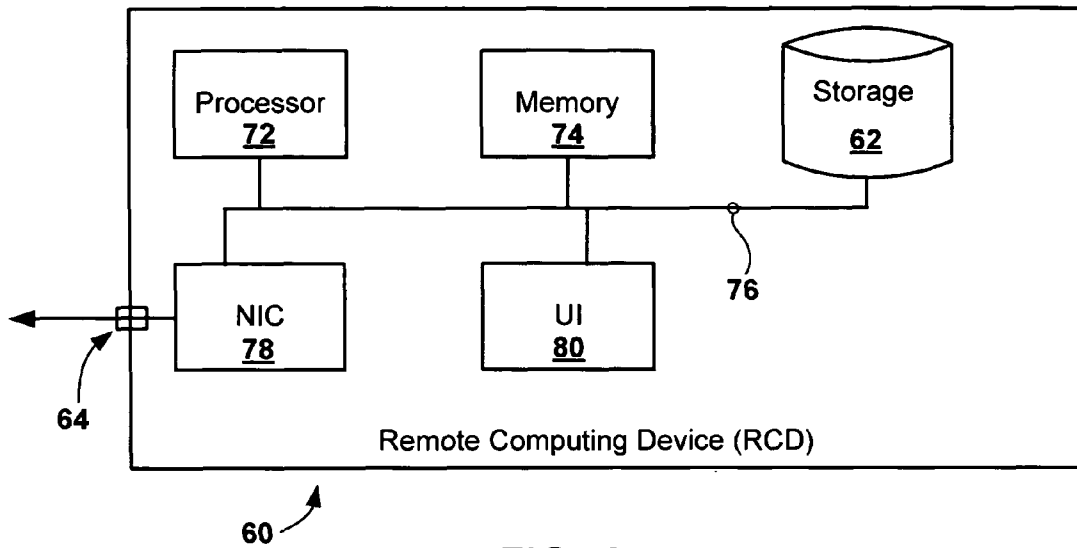 Processor
72
Memory
74
Storage
62
76
NIC
78
UI
80
64
Remote Computing Device (RCD)
60